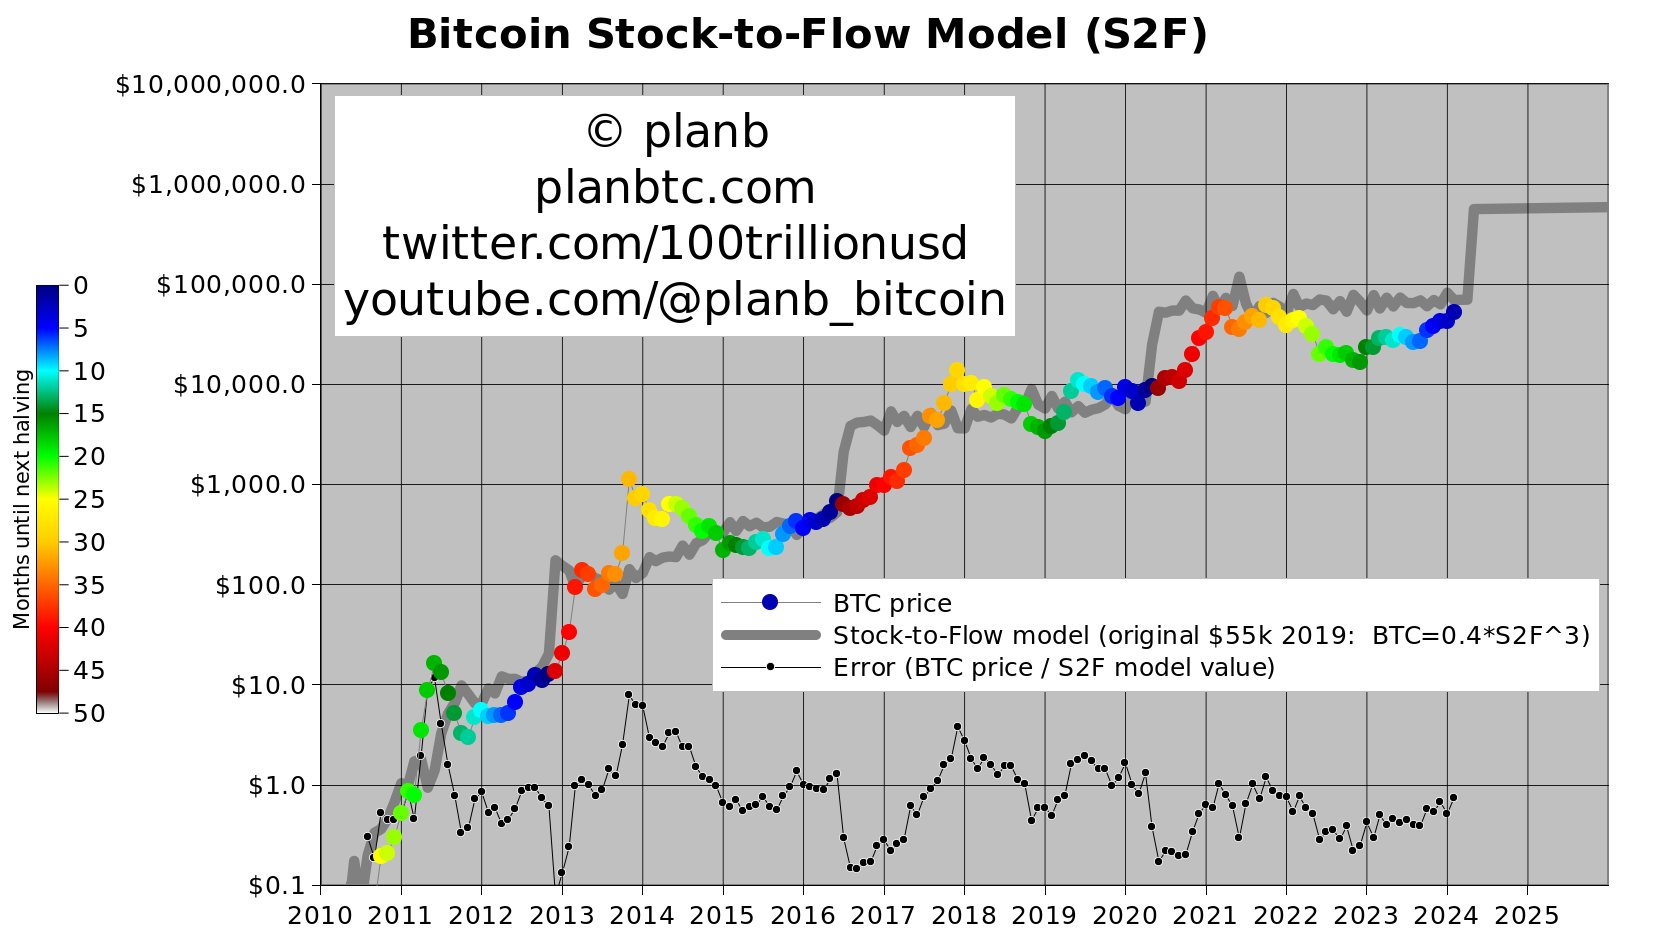 Bitcoin Stock-to-Flow Model (S2F)
$10,000,000.0
$1,000,000.0
$100,000.0
$10,000.0
$1,000.0
$100.0
$10.0
$1.0
$0.1
© planb
planbtc.com
twitter.com/100trillionusd
youtube.com/@planb_bitcoin
Months until next halving
0
5
10
15
20
25
30
35
40
45
50
BTC price
Stock-to-Flow model (original $55k 2019:  BTC=0.4*S2F^3)
Error (BTC price / S2F model value)
2010 2011 2012 2013 2014 2015 2016 2017 2018 2019 2020 2021 2022 2023 2024 2025